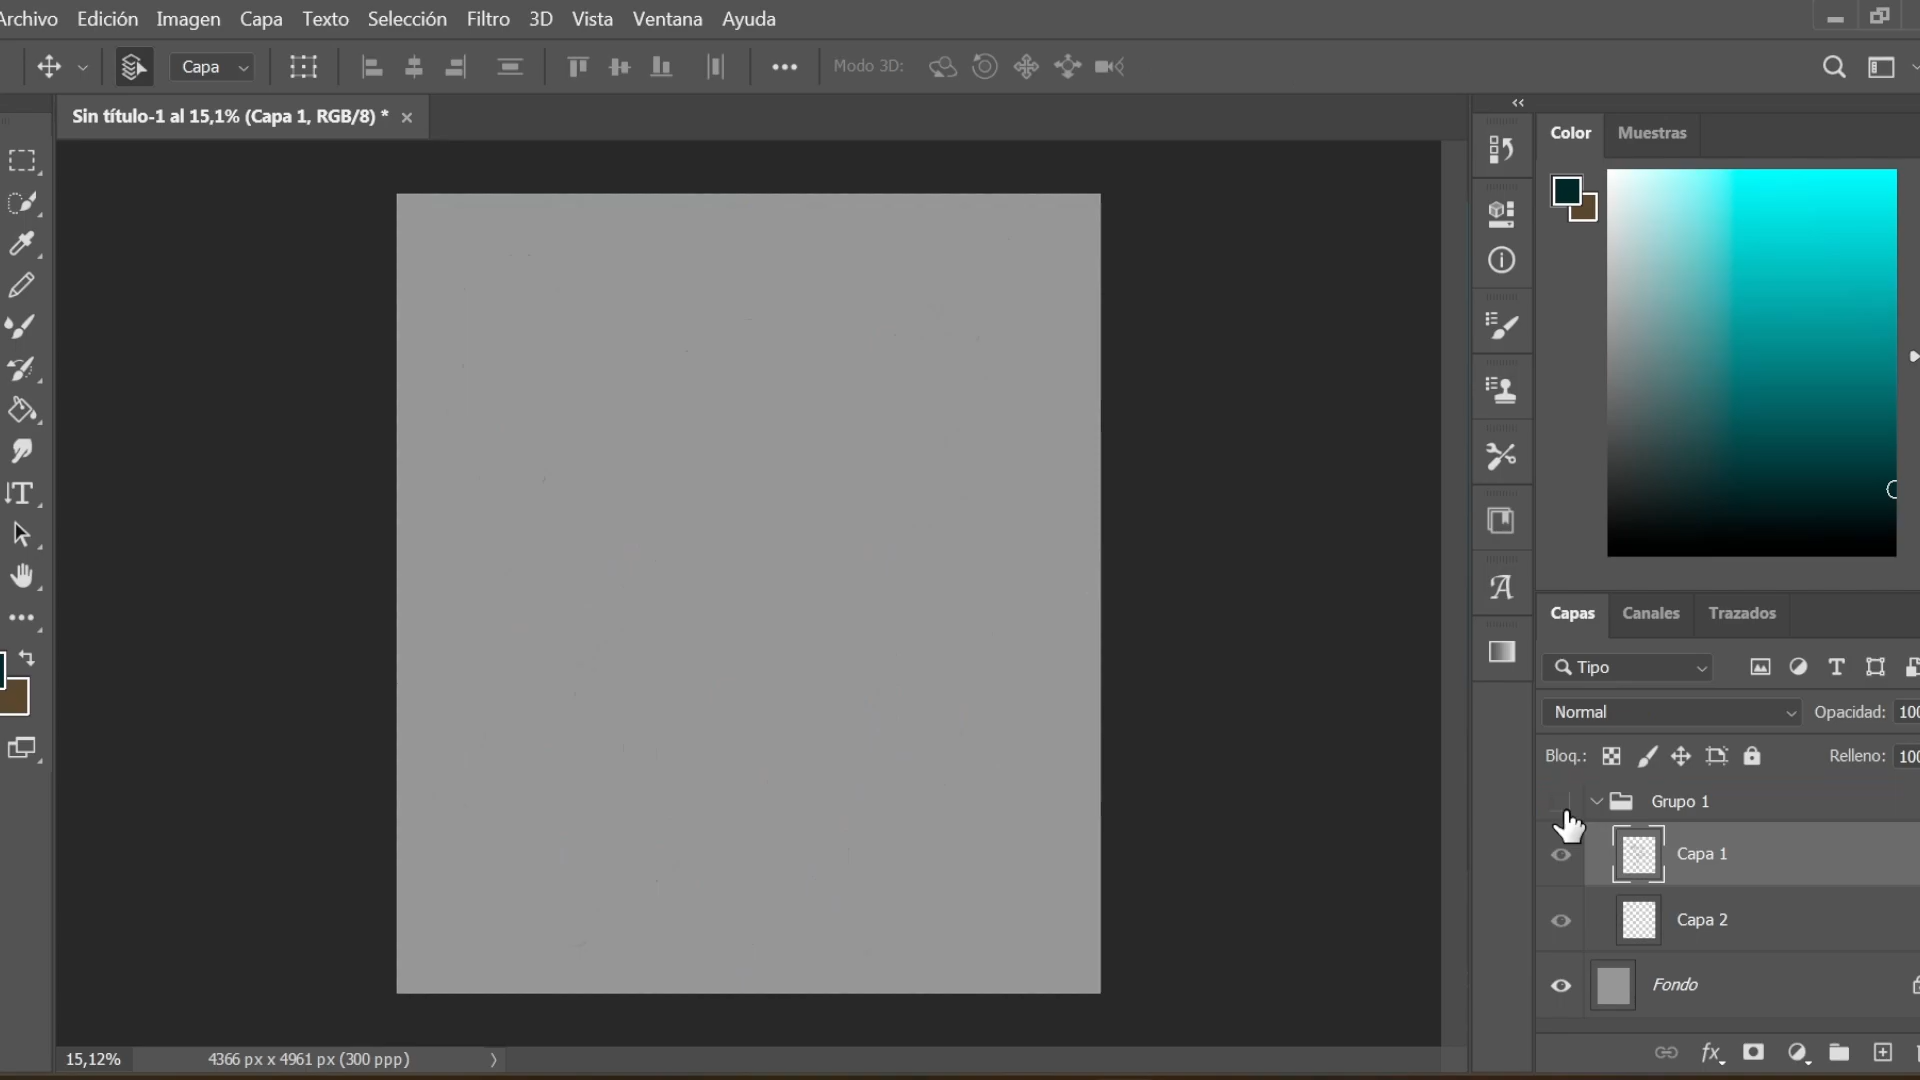 Archivo Edición Imagen Capa Texto Selección Filtro 3D Vista Ventana Ayuda
Capa Modo 3D:
Sin título-1 al 15,1% (Capa 1, RGB/8) *
Color Muestras
Capas Canales Trazados
Tipo
Normal Opacidad: 100
Bloq.: Relleno: 100
Grupo 1
Capa 1
Capa 2
Fondo
fx
15,12% 4366 px x 4961 px (300 ppp)